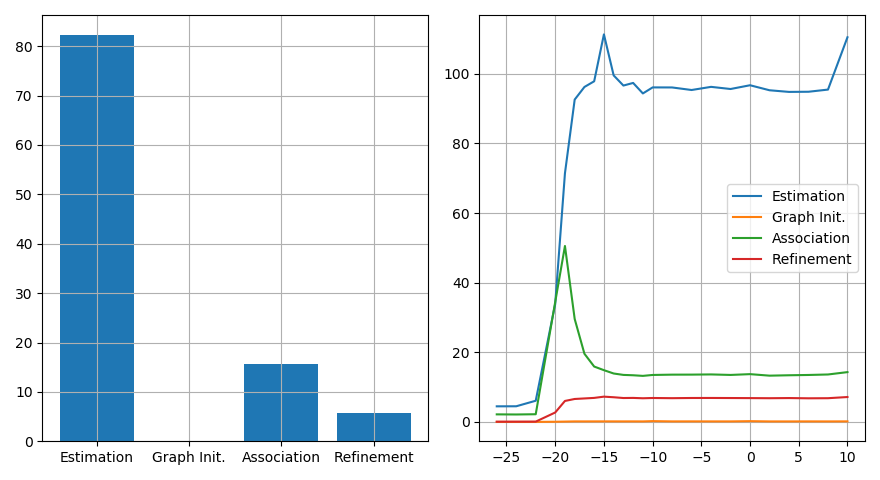 80
70
60
50
40
30
20
10
0
Estimation Graph Init. Association Refinement
100
80
60
40
20
0
−25 −20 −15 −10 −5 0 5 10
Estimation
Graph Init.
Association
Refinement